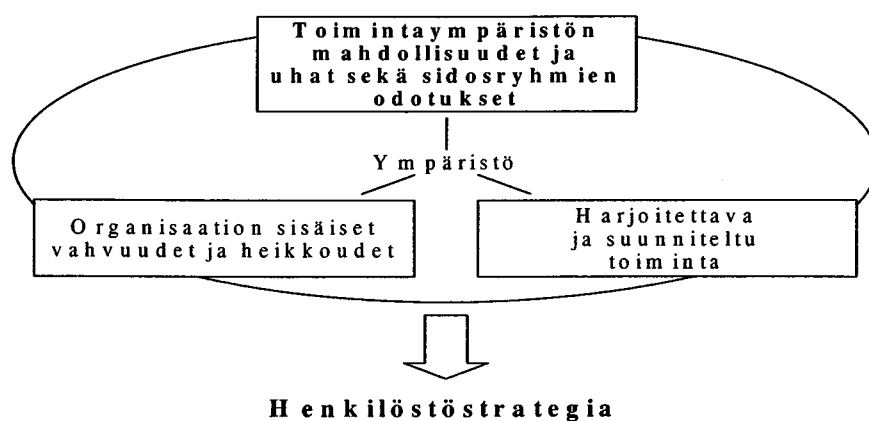 Toimintaympäristön
mahdollisuudet ja
uhat sekä sidosryhmien
odotukset
Ympäristö
Organisaation sisäiset
vahvuudet ja heikkoudet
Harjoitettava
ja suunniteltu
toiminta
Henkilöstöstrategia